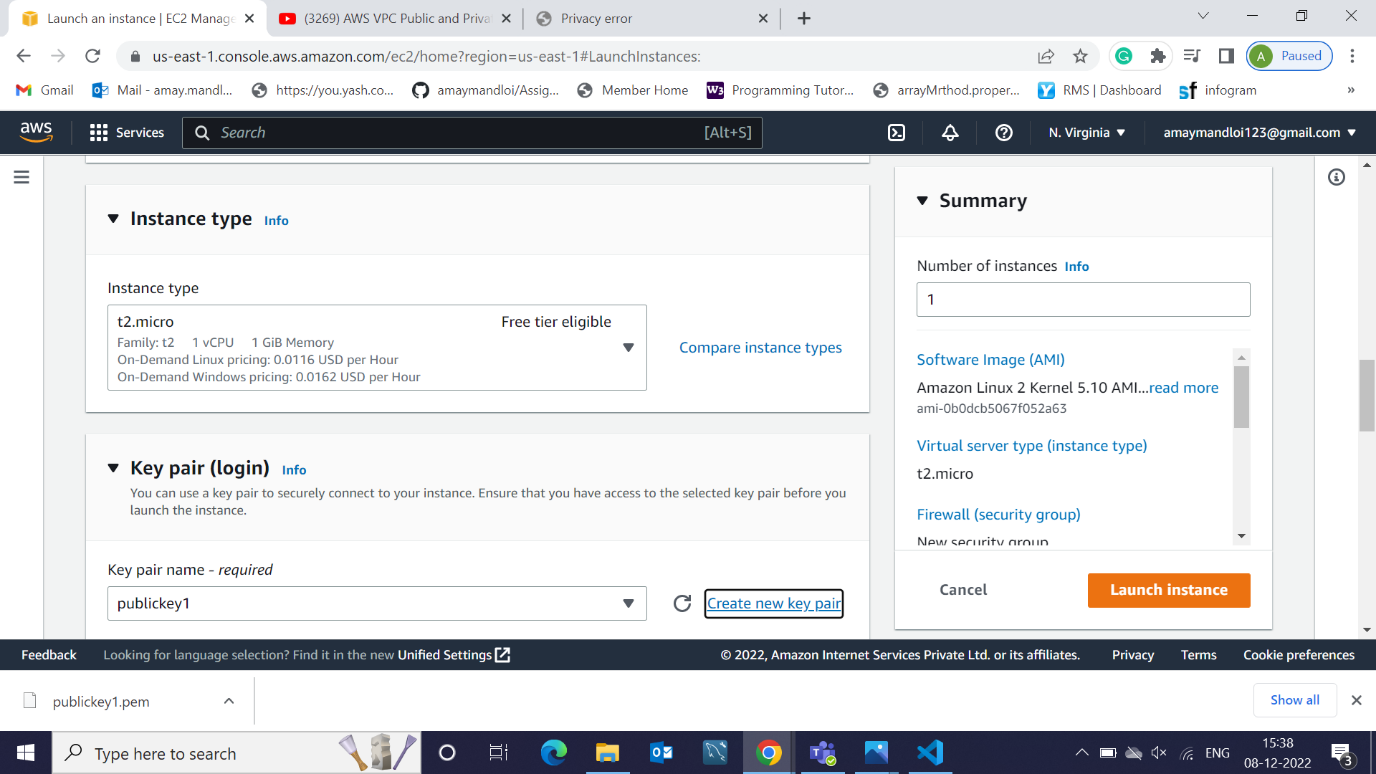 Launch an instance | EC2 Manage
(3269) AWS VPC Public and Priva
Privacy error
us-east-1.console.aws.amazon.com/ec2/home?region=us-east-1#LaunchInstances:
A Paused
Gmail
Mail - amay.mandl...
https://you.yash.co...
amaymandloi/Assig...
Member Home
W3 Programming Tutor...
arrayMrthod.proper...
RMS | Dashboard
sf infogram
»
aws
Services
Search
[Alt+S]
N. Virginia
amaymandloi123@gmail.com
Instance type Info
Instance type
t2.micro Free tier eligible
Family: t2 1 vCPU 1 GiB Memory
On-Demand Linux pricing: 0.0116 USD per Hour
On-Demand Windows pricing: 0.0162 USD per Hour
Compare instance types
Key pair (login) Info
You can use a key pair to securely connect to your instance. Ensure that you have access to the selected key pair before you
launch the instance.
Key pair name - required
publickey1
Create new key pair
Summary
Number of instances Info
1
Software Image (AMI)
Amazon Linux 2 Kernel 5.10 AMI...read more
ami-0b0dcb5067f052a63
Virtual server type (instance type)
t2.micro
Firewall (security group)
New security group
Cancel
Launch instance
Feedback
Looking for language selection? Find it in the new Unified Settings
© 2022, Amazon Internet Services Private Ltd. or its affiliates.
Privacy
Terms
Cookie preferences
publickey1.pem
Show all
Type here to search
ENG
15:38
08-12-2022
3